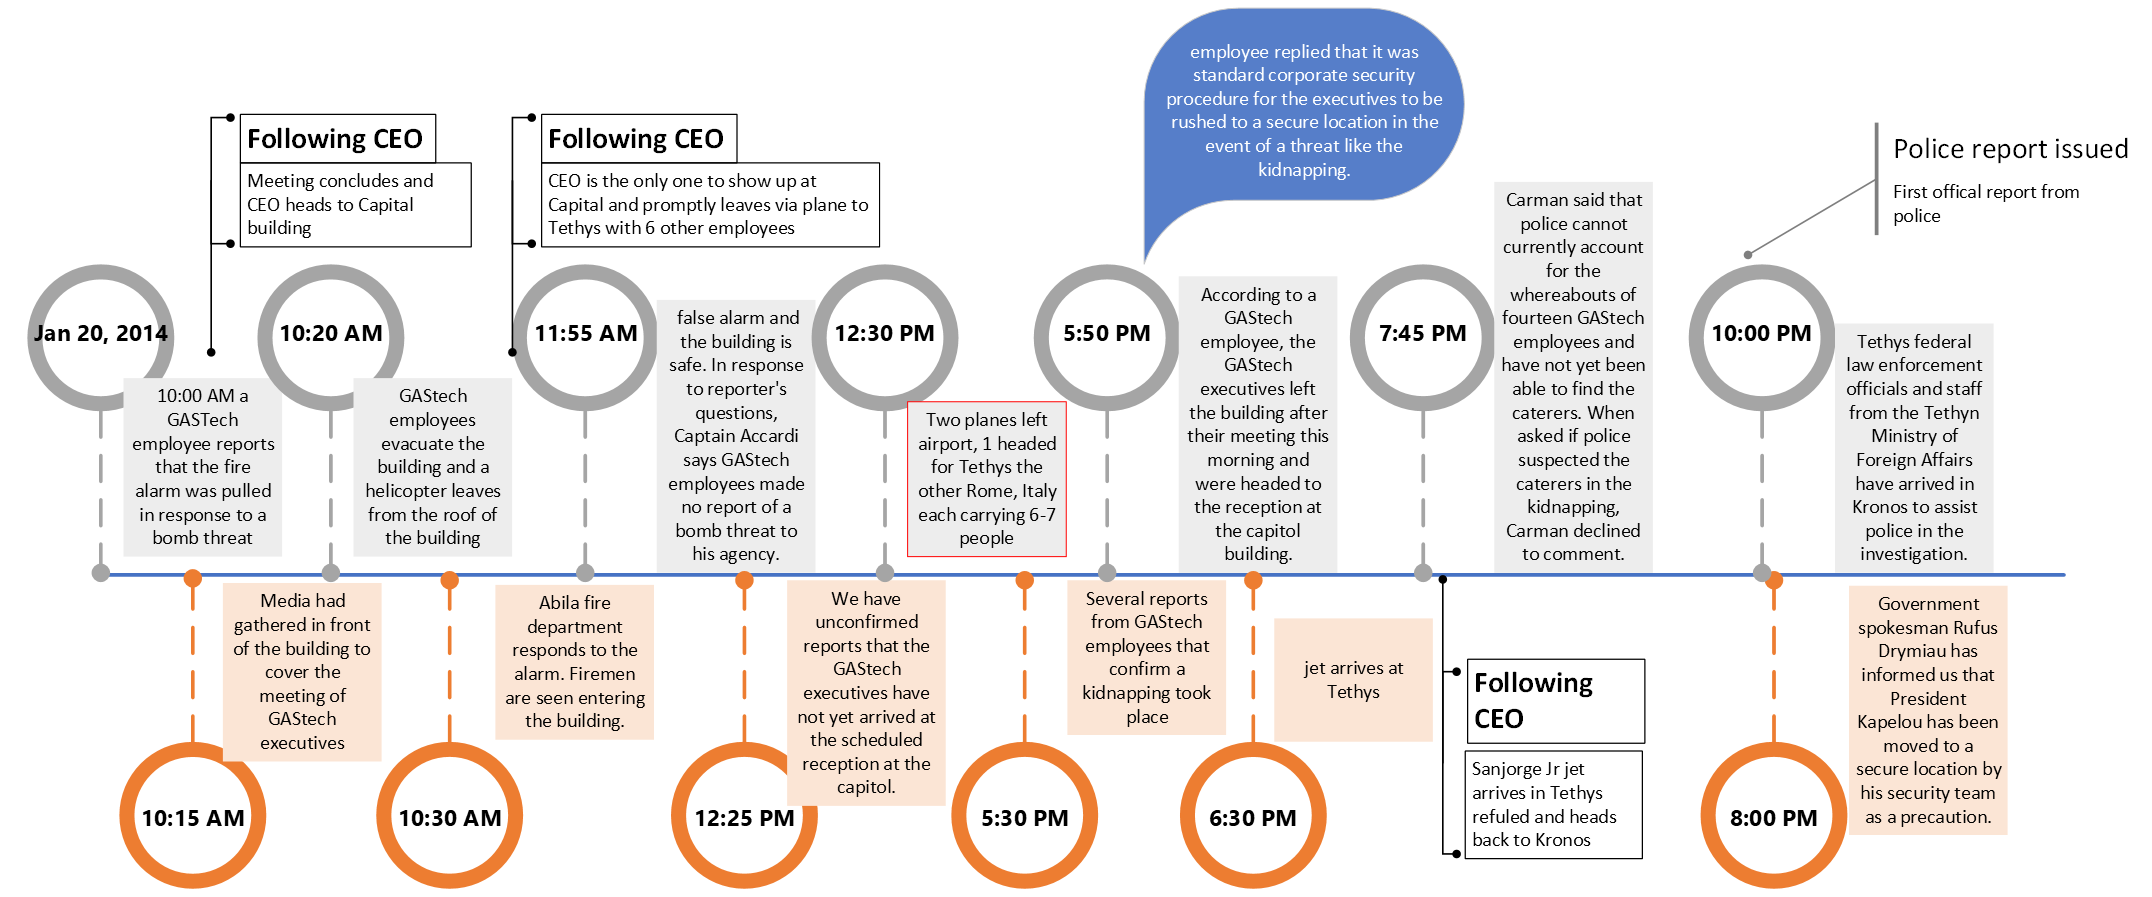 employee replied that it was
standard corporate security
procedure for the executives to be
rushed to a secure location in the
event of a threat like the
kidnapping.
Following CEO
Meeting concludes and
CEO heads to Capital
building
Following CEO
CEO is the only one to show up at
Capital and promptly leaves via plane to
Tethys with 6 other employees
Police report issued
First offical report from
police
Jan 20, 2014
10:00 AM a
GASTech
employee reports
that the fire
alarm was pulled
in response to a
bomb threat
10:20 AM
GAStech
employees
evacuate the
building and a
helicopter leaves
from the roof of
the building
11:55 AM
false alarm and
the building is
safe. In response
to reporter's
questions,
Captain Accardi
says GAStech
employees made
no report of a
bomb threat to
his agency.
12:30 PM
Two planes left
airport, 1 headed
for Tethys the
other Rome, Italy
each carrying 6-7
people
5:50 PM
According to a
GAStech
employee, the
GAStech
executives left
the building after
their meeting this
morning and
were headed to
the reception at
the capitol
building.
7:45 PM
Carman said that
police cannot
currently account
for the
whereabouts of
fourteen GAStech
employees and
have not yet been
able to find the
caterers. When
asked if police
suspected the
caterers in the
kidnapping,
Carman declined
to comment.
10:00 PM
Tethys federal
law enforcement
officials and staff
from the Tethyn
Ministry of
Foreign Affairs
have arrived in
Kronos to assist
police in the
investigation.
10:15 AM
Media had
gathered in front
of the building to
cover the
meeting of
GAStech
executives
10:30 AM
Abila fire
department
responds to the
alarm. Firemen
are seen entering
the building.
12:25 PM
We have
unconfirmed
reports that the
GAStech
executives have
not yet arrived at
the scheduled
reception at the
capitol.
5:30 PM
Several reports
from GAStech
employees that
confirm a
kidnapping took
place
6:30 PM
jet arrives at
Tethys
Following
CEO
Sanjorge Jr jet
arrives in Tethys
refuled and heads
back to Kronos
8:00 PM
Government
spokesman Rufus
Drymiau has
informed us that
President
Kapelou has been
moved to a
secure location by
his security team
as a precaution.